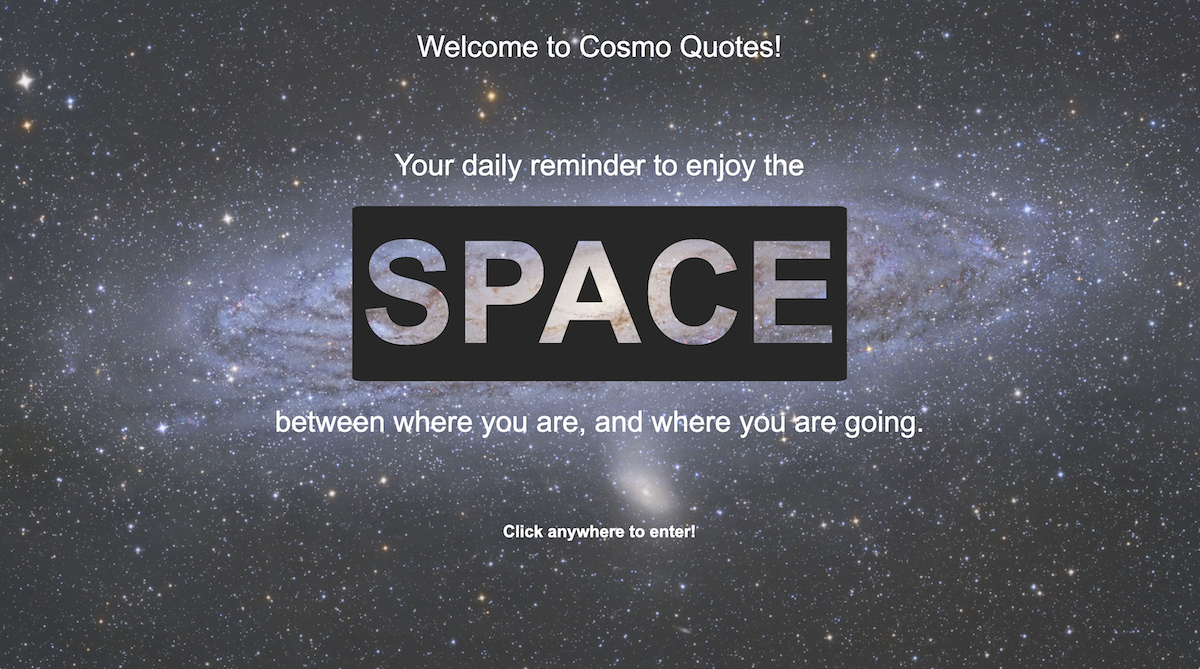 Welcome to Cosmo Quotes!
Your daily reminder to enjoy the
SPACE
between where you are, and where you are going.
Click anywhere to enter!